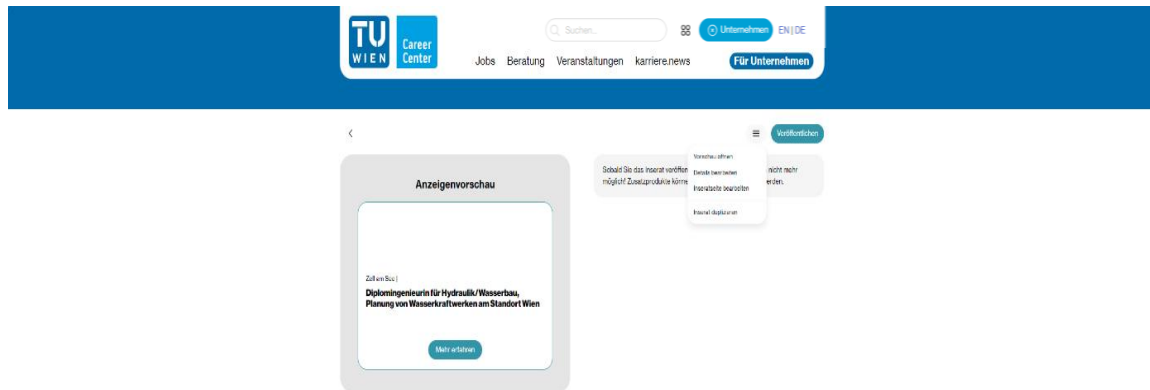 TU
WIEN
Career
Center
Suchen...
Unternehmen
EN | DE
Jobs Beratung Veranstaltungen karriere.news
Für Unternehmen
Veröffentlichen
Vorschau öffnen
Details bearbeiten
Inseratseite bearbeiten
Inserat duplizieren
Anzeigenvorschau
Sobald Sie das Inserat veröffen nicht mehr
möglich! Zusatzprodukte könne erden.
Zell am See |
Diplomingenieurin für Hydraulik/Wasserbau,
Planung von Wasserkraftwerken am Standort Wien
Mehr erfahren